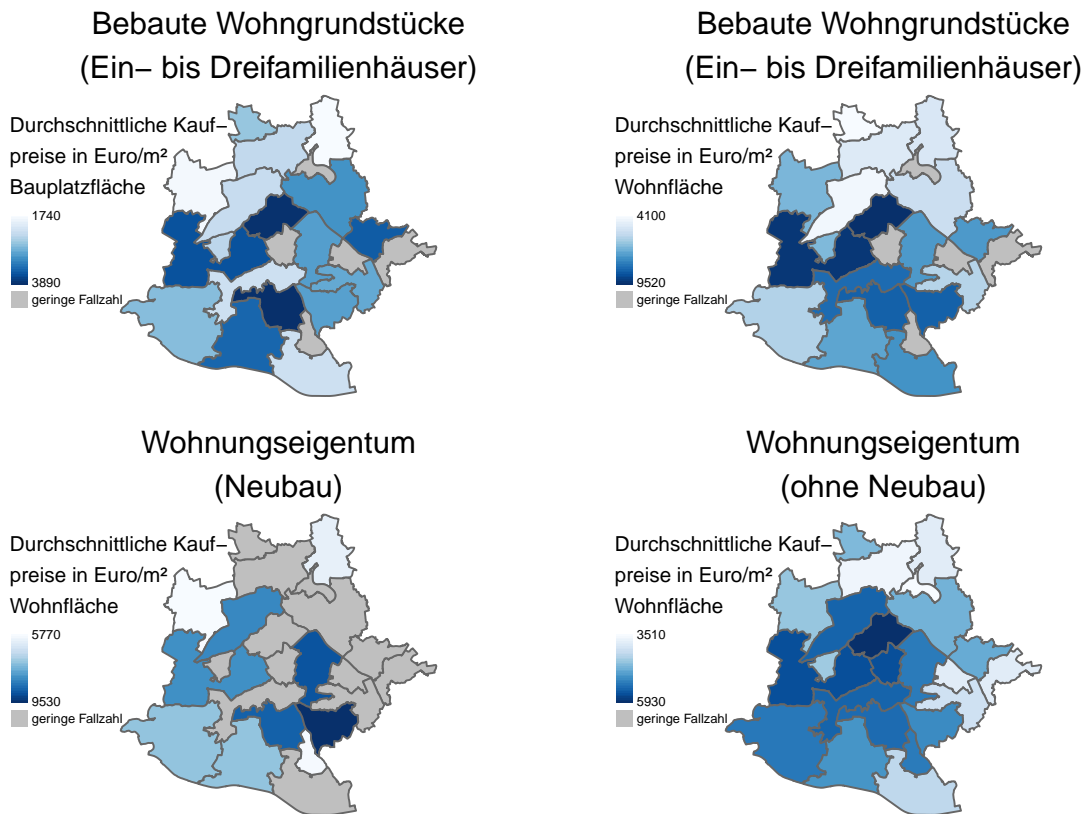 Bebaute Wohngrundstücke
(Ein− bis Dreifamilienhäuser)
Durchschnittliche Kauf−
preise in Euro/m²
Bauplatzfläche
1740
3890
geringe Fallzahl
Bebaute Wohngrundstücke
(Ein− bis Dreifamilienhäuser)
Durchschnittliche Kauf−
preise in Euro/m²
Wohnfläche
4100
9520
geringe Fallzahl
Wohnungseigentum
(Neubau)
Durchschnittliche Kauf−
preise in Euro/m²
Wohnfläche
5770
9530
geringe Fallzahl
Wohnungseigentum
(ohne Neubau)
Durchschnittliche Kauf−
preise in Euro/m²
Wohnfläche
3510
5930
geringe Fallzahl